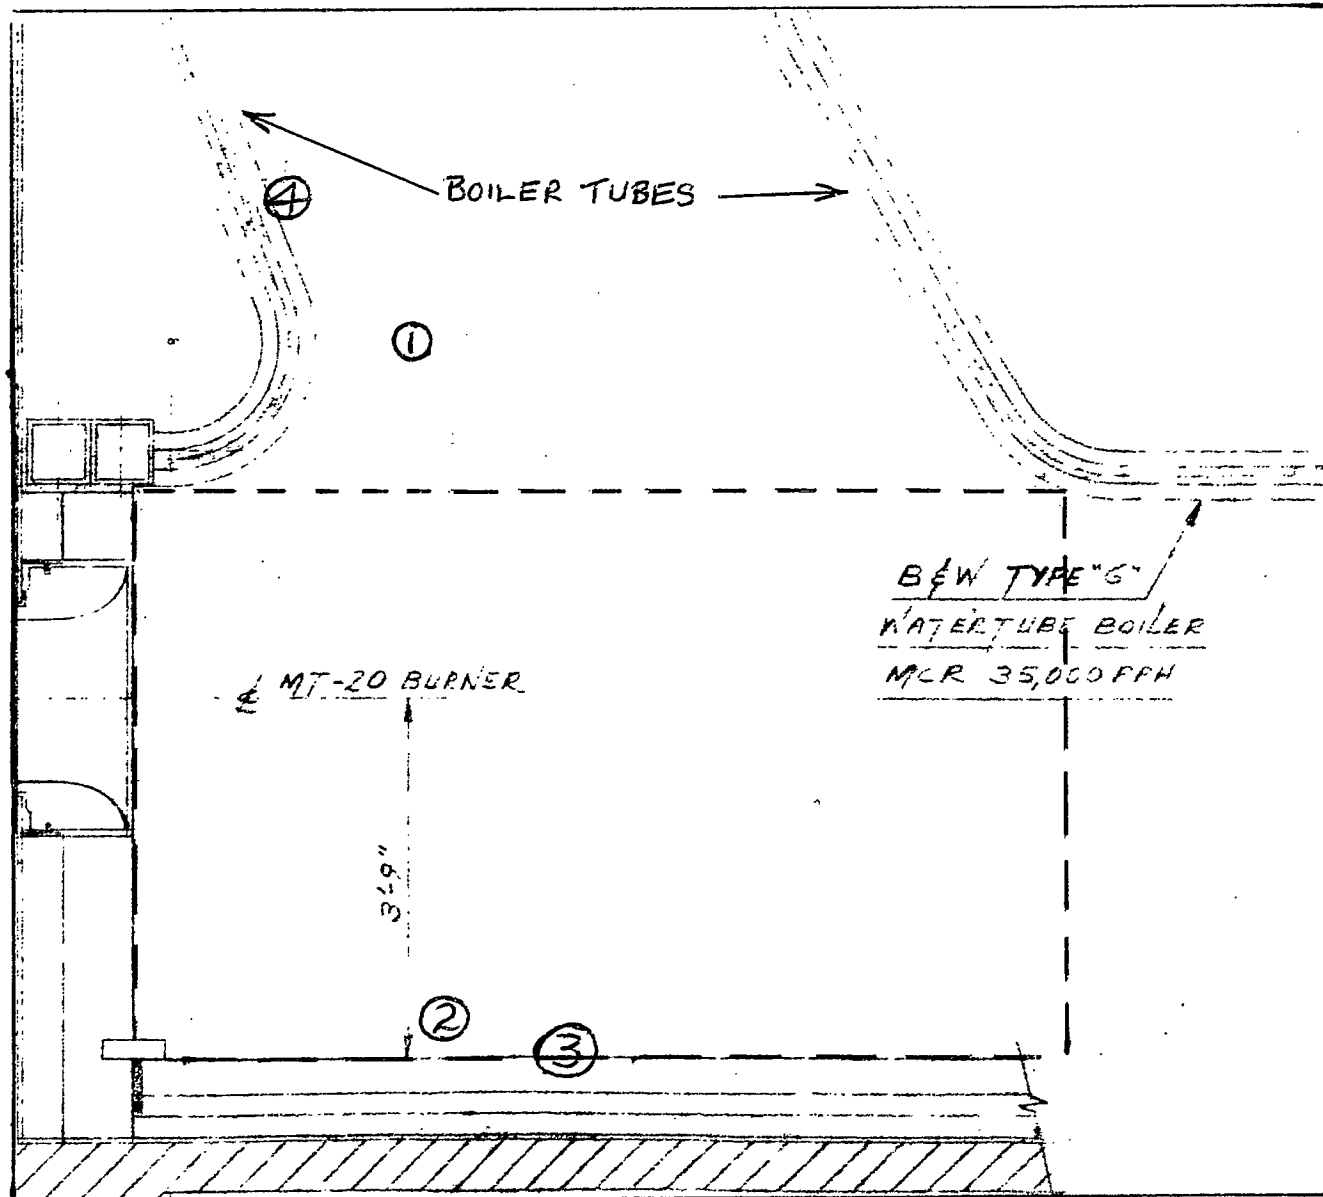 ④
BOILER TUBES
①
B&W TYPE "G"
WATERTUBE BOILER
MCR 35,000 PPH
℄ MT-20 BURNER
3'-9"
②
③